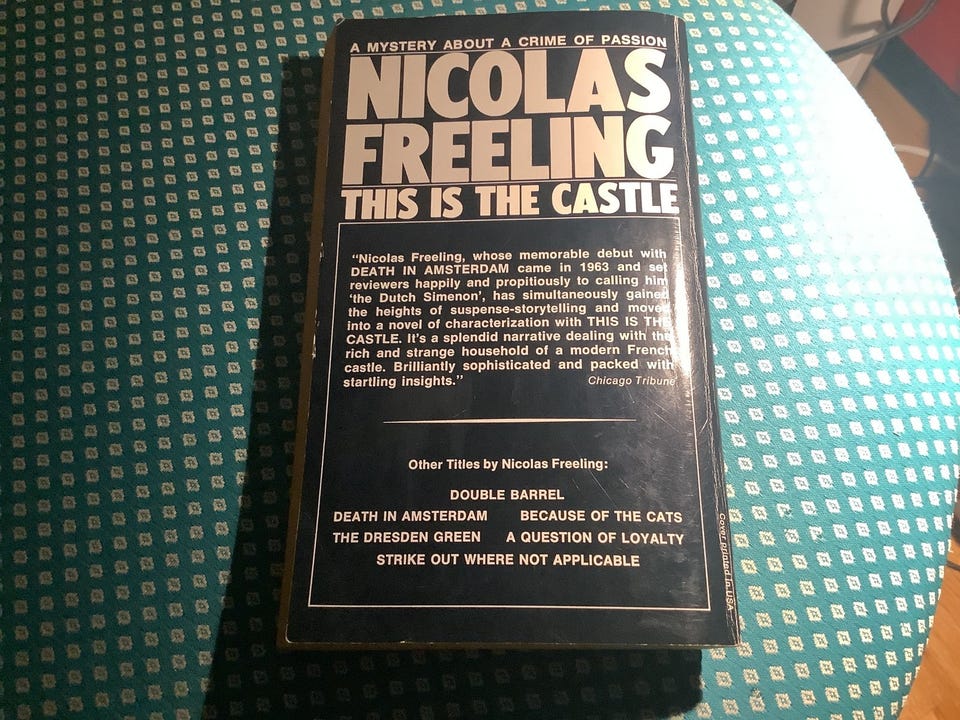 A MYSTERY ABOUT A CRIME OF PASSION
NICOLAS
FREELING
THIS IS THE CASTLE
"Nicolas Freeling, whose memorable debut with
DEATH IN AMSTERDAM came in 1963 and set
reviewers happily and propitiously to calling him
'the Dutch Simenon', has simultaneously gained
the heights of suspense-storytelling and moved
into a novel of characterization with THIS IS THE
CASTLE. It's a splendid narrative dealing with the
rich and strange household of a modern French
castle. Brilliantly sophisticated and packed with
startling insights." Chicago Tribune
Other Titles by Nicolas Freeling:
DOUBLE BARREL
DEATH IN AMSTERDAM BECAUSE OF THE CATS
THE DRESDEN GREEN A QUESTION OF LOYALTY
STRIKE OUT WHERE NOT APPLICABLE
Cover printed in USA